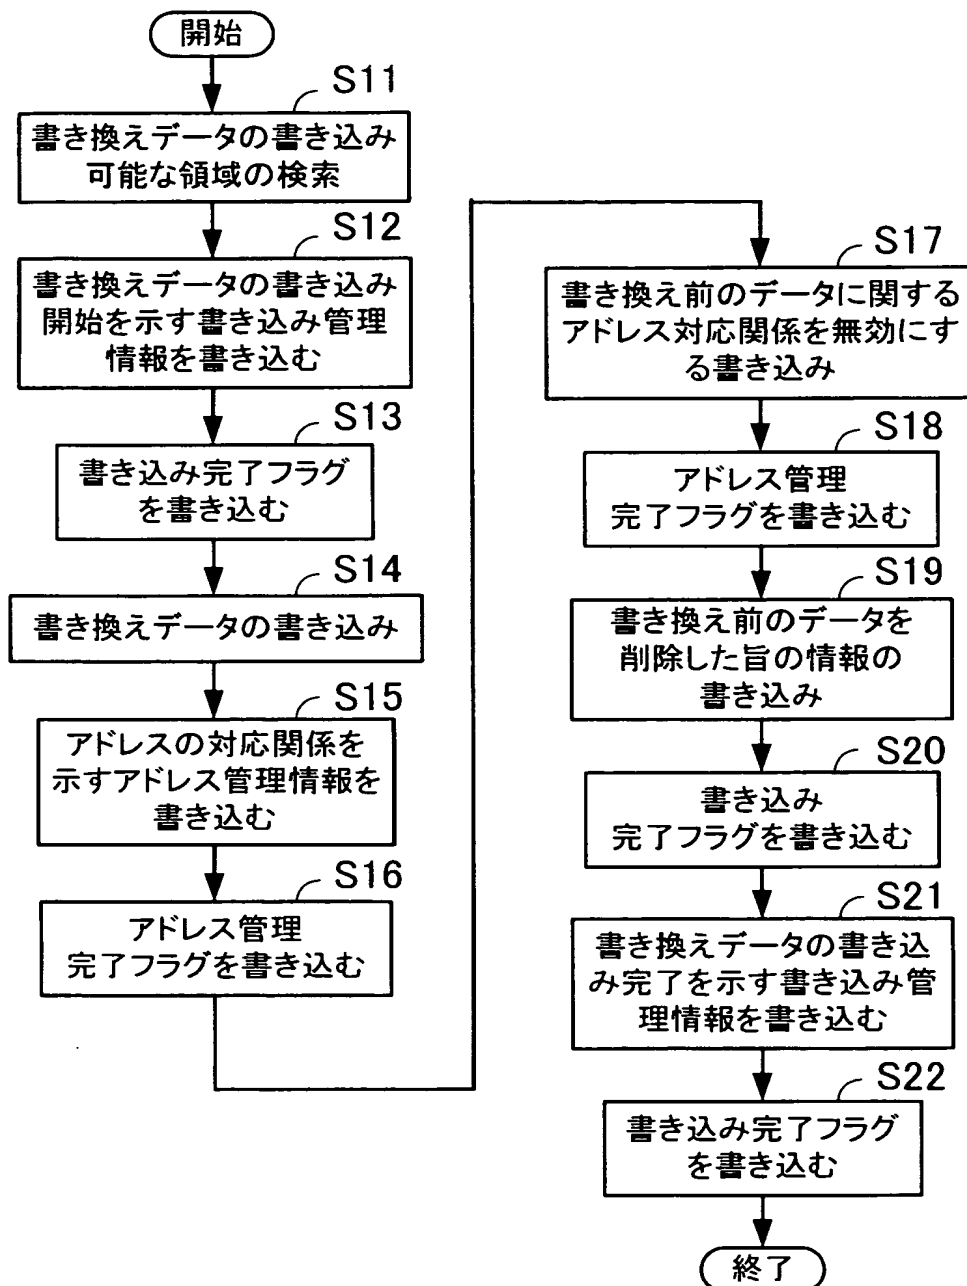 開始
S11
書き換えデータの書き込み
可能な領域の検索
S12
書き換えデータの書き込み
開始を示す書き込み管理
情報を書き込む
S13
書き込み完了フラグ
を書き込む
S14
書き換えデータの書き込み
S15
アドレスの対応関係を
示すアドレス管理情報を
書き込む
S16
アドレス管理
完了フラグを書き込む
S17
書き換え前のデータに関する
アドレス対応関係を無効にす
る書き込み
S18
アドレス管理
完了フラグを書き込む
S19
書き換え前のデータを
削除した旨の情報の
書き込み
S20
書き込み
完了フラグを書き込む
S21
書き換えデータの書き込
み完了を示す書き込み管
理情報を書き込む
S22
書き込み完了フラグ
を書き込む
終了